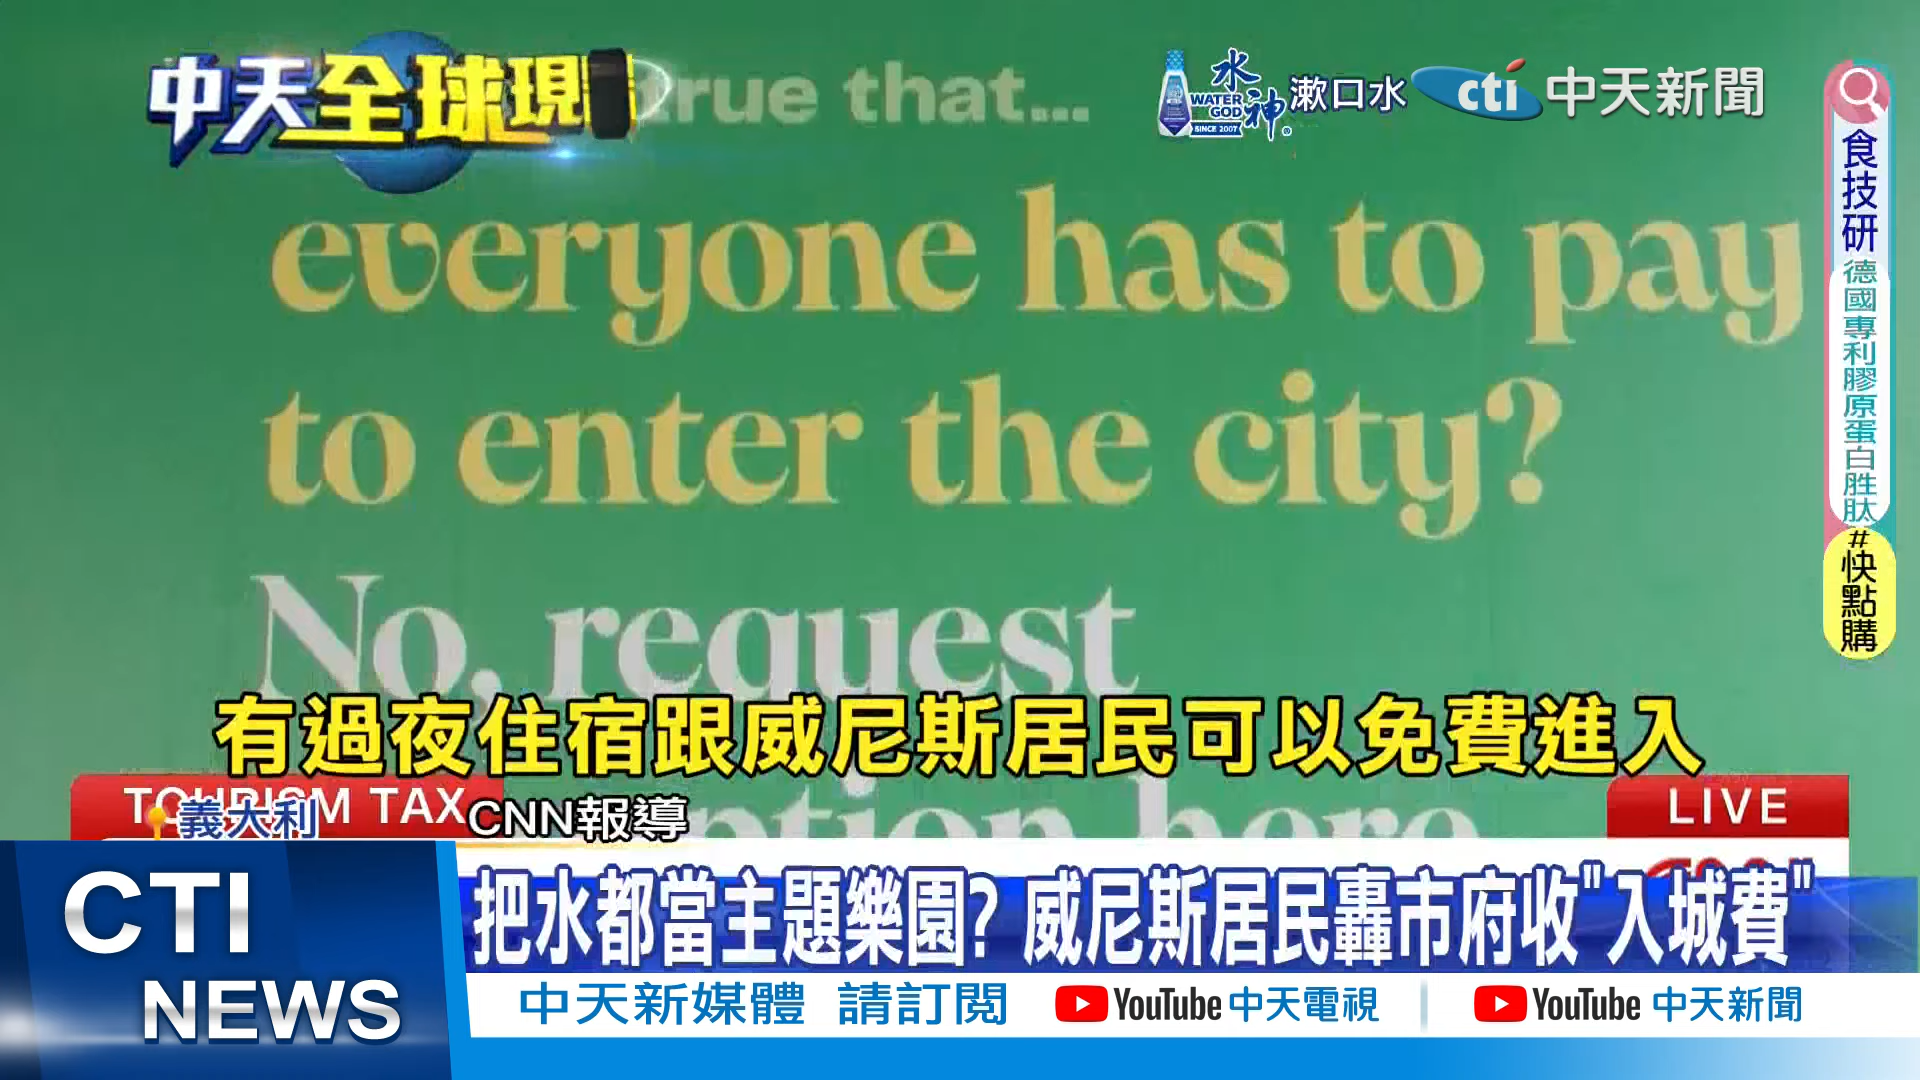 中天全球現
true that...
水神
WATER GOD
SINCE 2007
漱口水
cti 中天新聞
食技研
德國專利膠原蛋白胜肽
#快點購
everyone has to pay
to enter the city?
No, request
有過夜住宿跟威尼斯居民可以免費進入
TOURISM TAX
義大利
CNN報導
ption here
LIVE
CTI NEWS
把水都當主題樂園? 威尼斯居民轟市府收"入城費"
中天新媒體 請訂閱 YouTube 中天電視 | YouTube 中天新聞